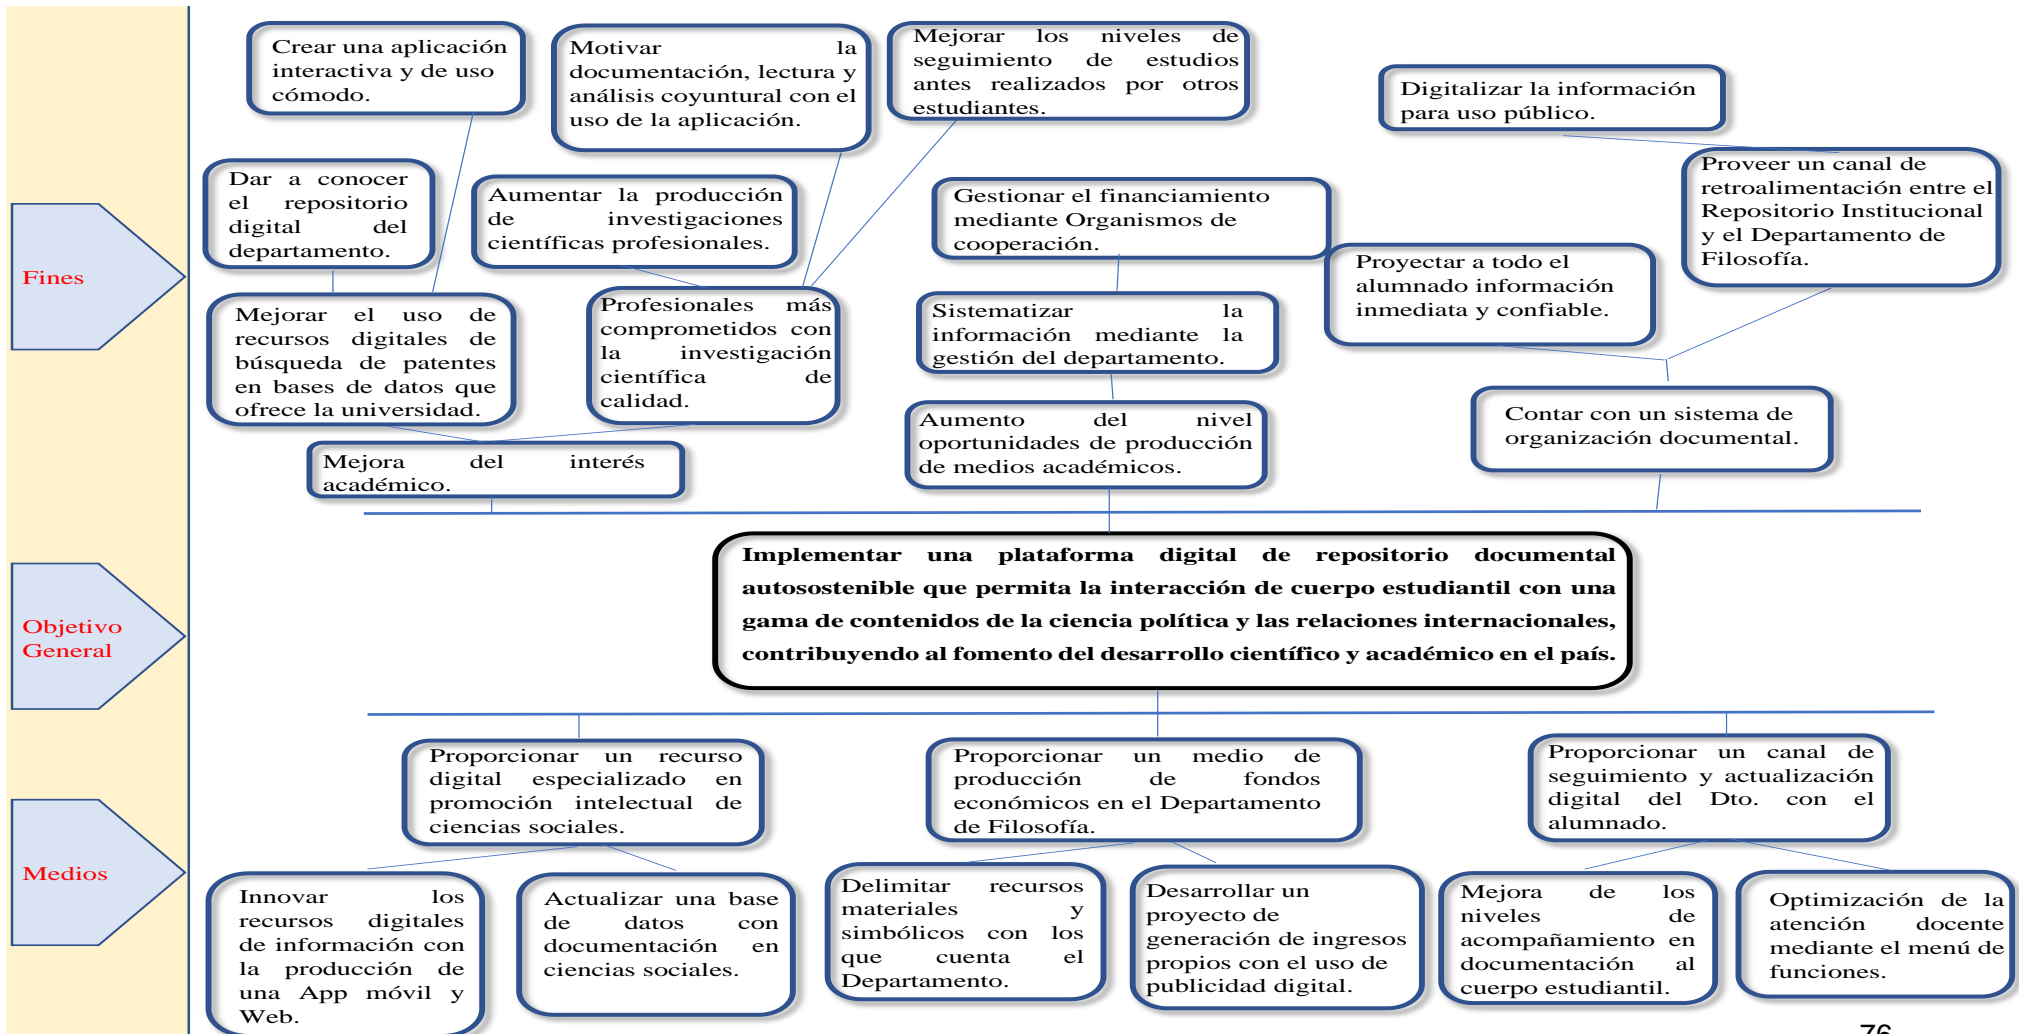 Crear una aplicación
interactiva y de uso
cómodo.
Motivar la
documentación, lectura y
análisis coyuntural con el
uso de la aplicación.
Mejorar los niveles de
seguimiento de estudios
antes realizados por otros
estudiantes.
Digitalizar la información
para uso público.
Dar a conocer
el repositorio
digital del
departamento.
Aumentar la producción
de investigaciones
científicas profesionales.
Gestionar el financiamiento
mediante Organismos de
cooperación.
Proveer un canal de
retroalimentación entre el
Repositorio Institucional
y el Departamento de
Filosofía.
Fines
Proyectar a todo el
alumnado información
inmediata y confiable.
Mejorar el uso de
recursos digitales de
búsqueda de patentes
en bases de datos que
ofrece la universidad.
Profesionales más
comprometidos con
la investigación
científica de
calidad.
Sistematizar la
información mediante la
gestión del departamento.
Aumento del nivel
oportunidades de producción
de medios académicos.
Contar con un sistema de
organización documental.
Mejora del interés
académico.
Objetivo
General
Implementar una plataforma digital de repositorio documental
autosostenible que permita la interacción de cuerpo estudiantil con una
gama de contenidos de la ciencia política y las relaciones internacionales,
contribuyendo al fomento del desarrollo científico y académico en el país.
Proporcionar un recurso
digital especializado en
promoción intelectual de
ciencias sociales.
Proporcionar un medio de
producción de fondos
económicos en el Departamento
de Filosofía.
Proporcionar un canal de
seguimiento y actualización
digital del Dto. con el
alumnado.
Medios
Innovar los
recursos digitales
de información con
la producción de
una App móvil y
Web.
Actualizar una base
de datos con
documentación en
ciencias sociales.
Delimitar recursos
materiales y
simbólicos con los
que cuenta el
Departamento.
Desarrollar un
proyecto de
generación de ingresos
propios con el uso de
publicidad digital.
Mejora de los
niveles de
acompañamiento en
documentación al
cuerpo estudiantil.
Optimización de la
atención docente
mediante el menú de
funciones.
76